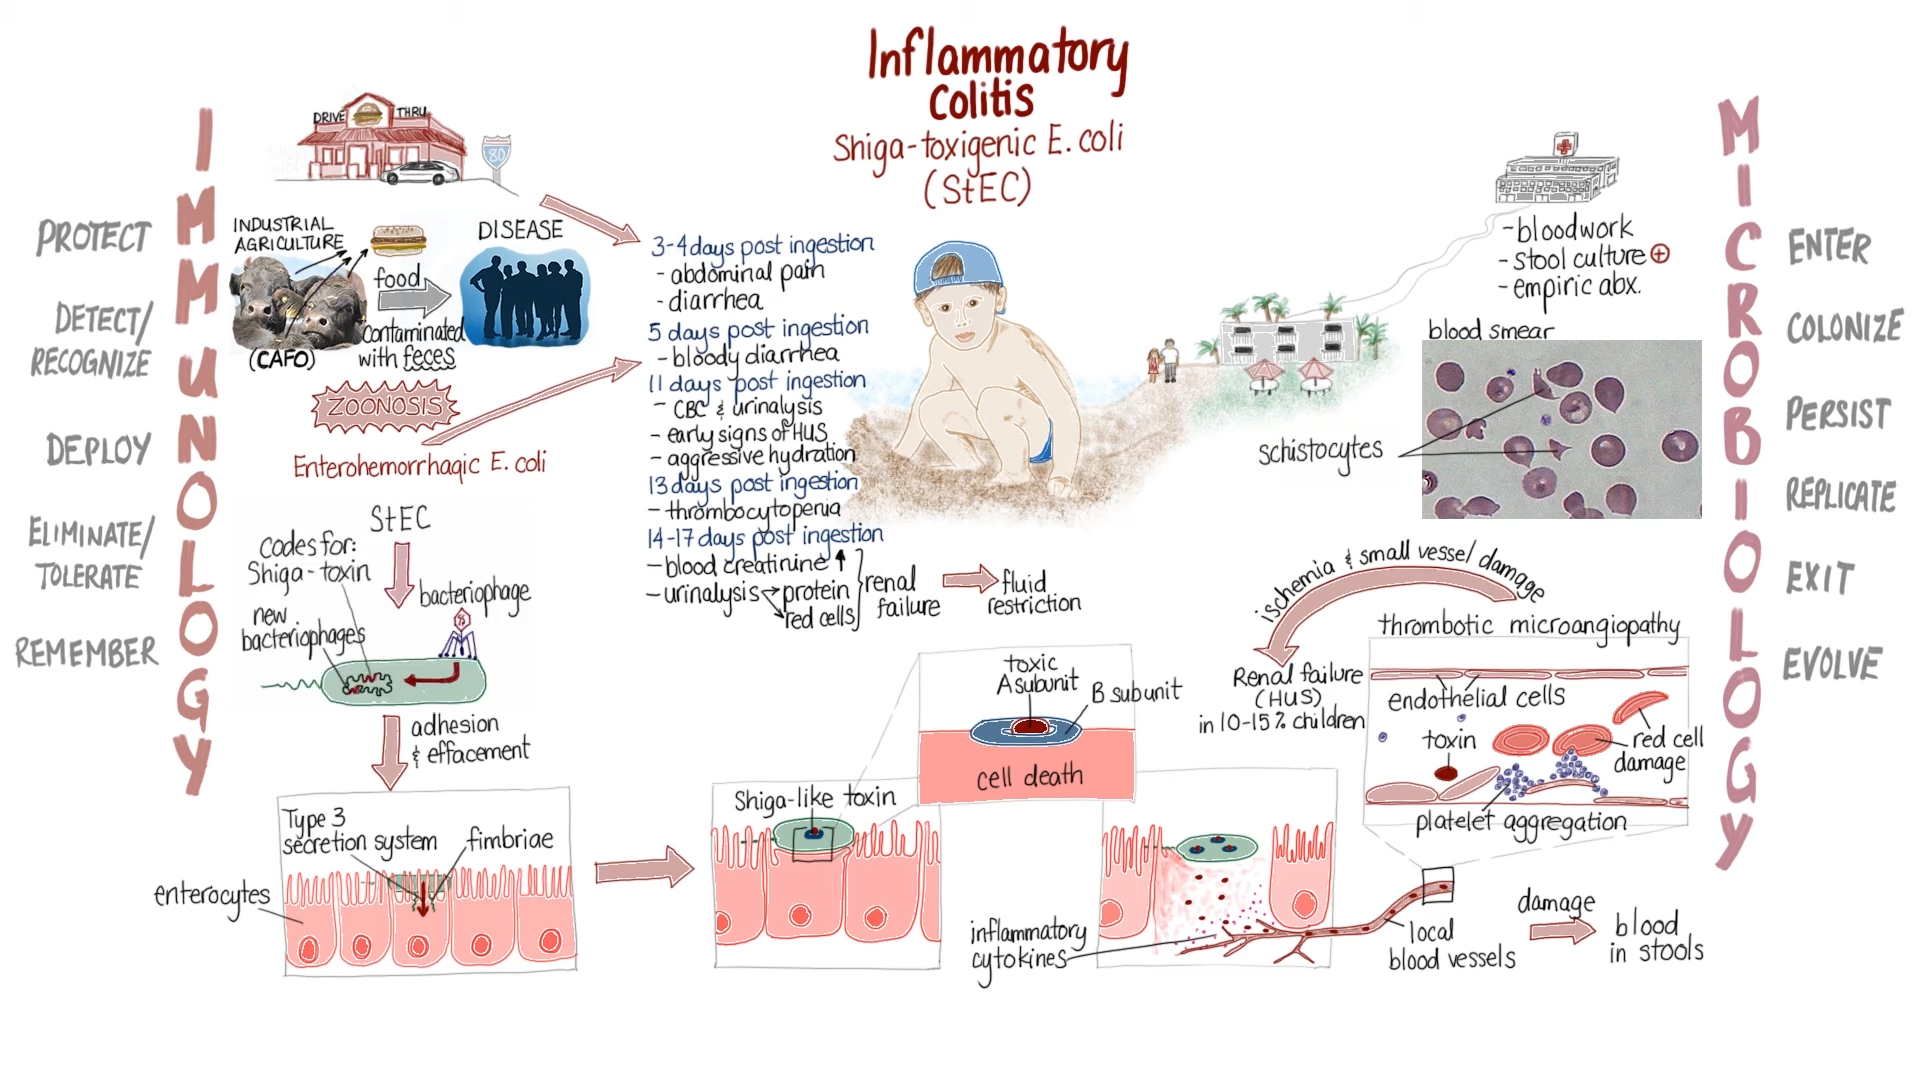 Inflammatory
Colitis
Shiga-toxigenic E. coli
(StEC)
IMMUNOLOGY
PROTECT
DETECT/
RECOGNIZE
DEPLOY
ELIMINATE/
TOLERATE
REMEMBER
DRIVE THRU
80
INDUSTRIAL
AGRICULTURE
(CAFO)
food
contaminated
with feces
DISEASE
ZOONOSIS
Enterohemorrhagic E. coli
StEC
Codes for:
Shiga-toxin
new
bacteriophages
bacteriophage
adhesion
& effacement
Type 3
secretion system
fimbriae
enterocytes
3-4 days post ingestion
- abdominal pain
- diarrhea
5 days post ingestion
- bloody diarrhea
11 days post ingestion
- CBC & urinalysis
- early signs of HUS
- aggressive hydration
13 days post ingestion
- thrombocytopenia
14-17 days post ingestion
- blood creatinine ↑
- urinalysis → protein
↘ red cells
renal
failure
fluid
restriction
Shiga-like toxin
toxic
A subunit
B subunit
cell death
inflammatory
cytokines
local
blood vessels
damage
blood
in stools
- bloodwork
- stool culture ⊕
- empiric abx.
blood smear
schistocytes
ischemia & small vessel damage
Renal failure
(HUS)
in 10-15% children
thrombotic microangiopathy
endothelial cells
toxin
red cell
damage
platelet aggregation
MICROBIOLOGY
ENTER
COLONIZE
PERSIST
REPLICATE
EXIT
EVOLVE